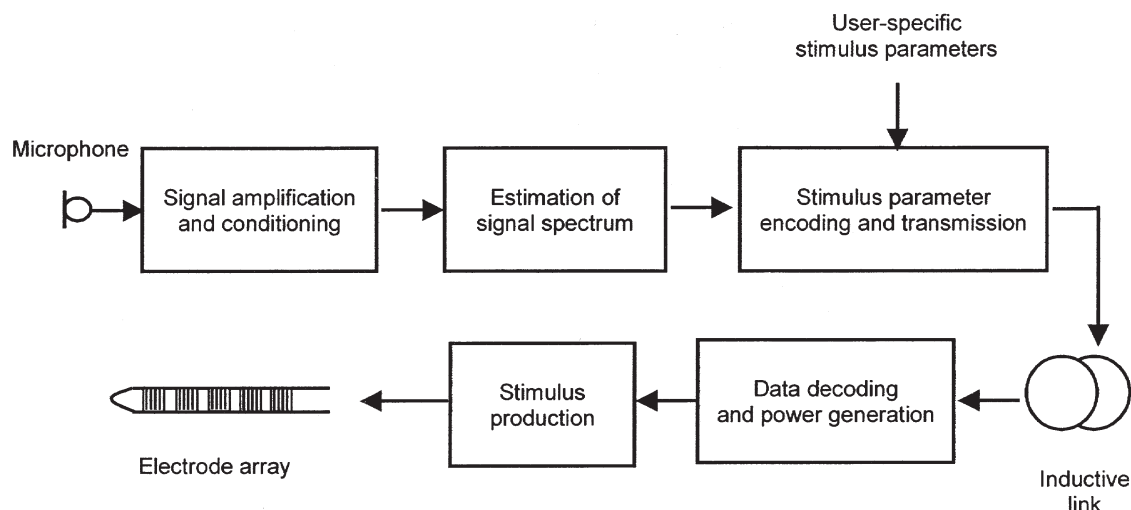 User-specific
stimulus parameters
Microphone
Signal amplification
and conditioning
Estimation of
signal spectrum
Stimulus parameter
encoding and transmission
Stimulus
production
Data decoding
and power generation
Electrode array
Inductive
link